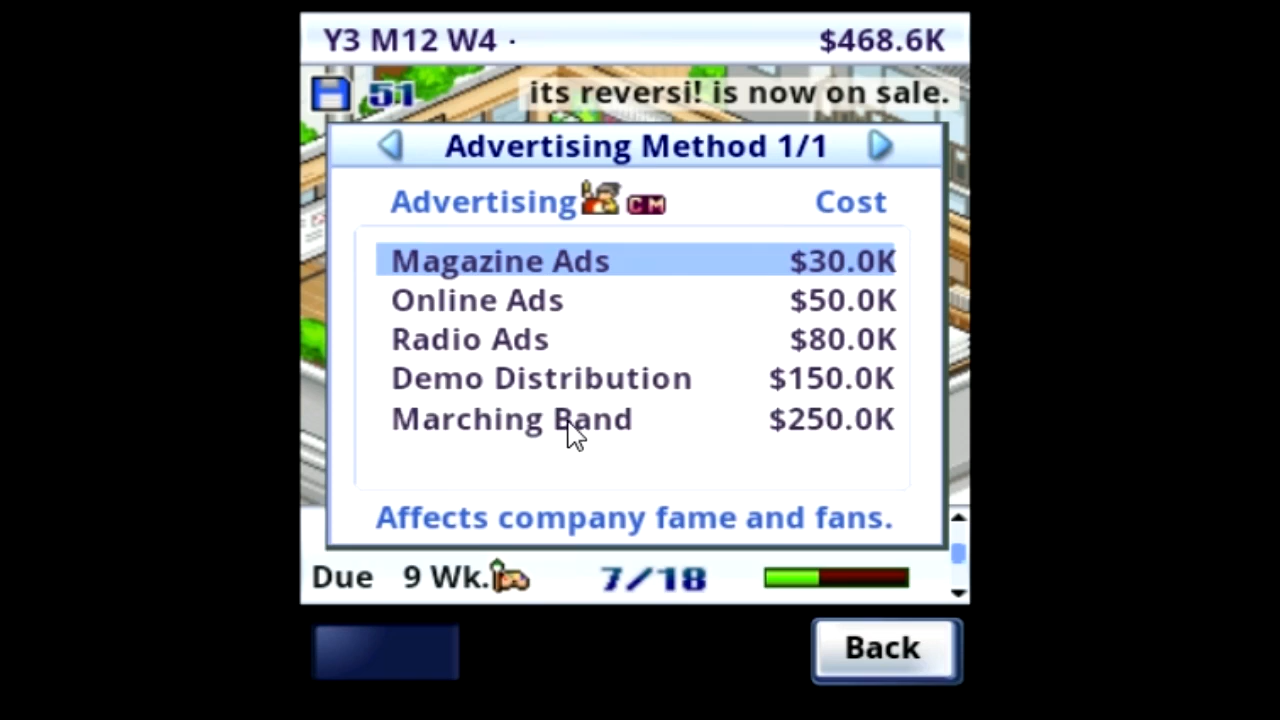 Y3 M12 W4 · $468.6K
51 its reversi! is now on sale.
Advertising Method 1/1
Advertising CM Cost
Magazine Ads $30.0K
Online Ads $50.0K
Radio Ads $80.0K
Demo Distribution $150.0K
Marching Band $250.0K
Affects company fame and fans.
Due 9 Wk. 7/18
Back